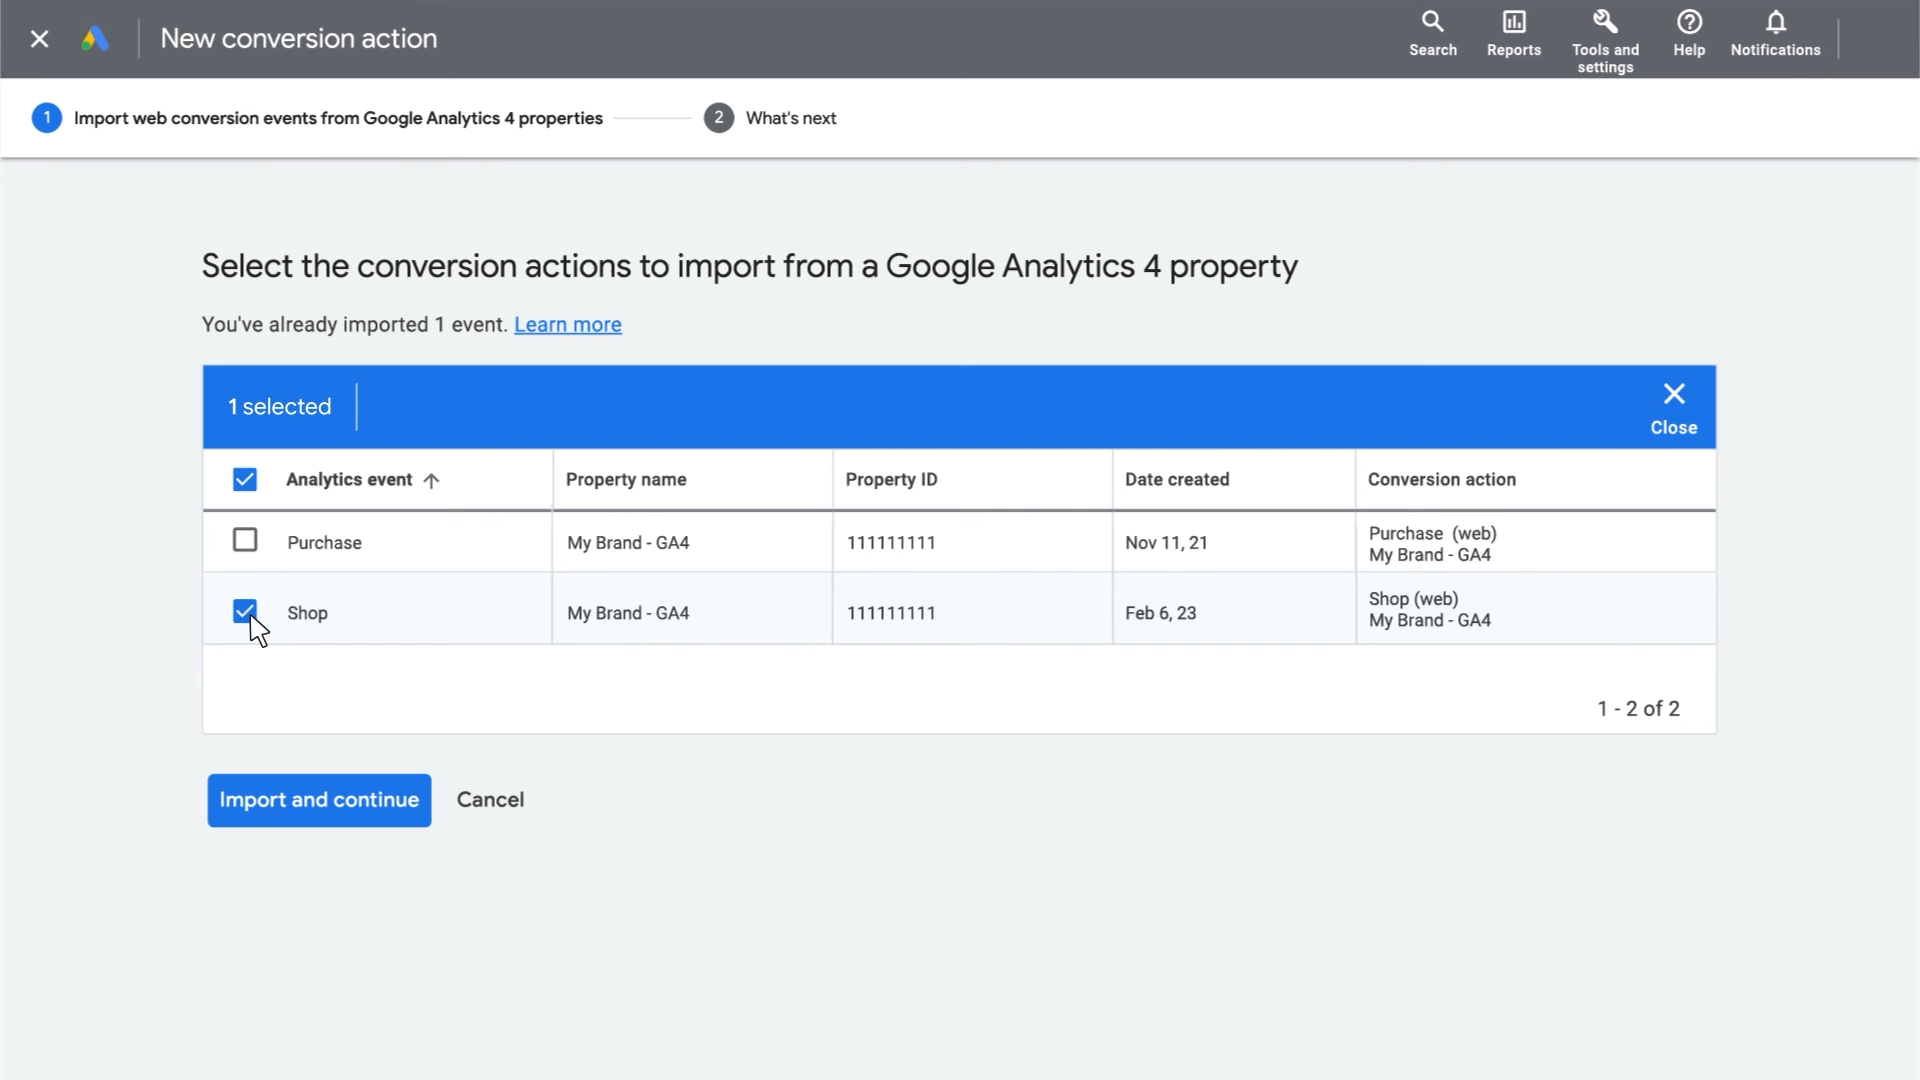 New conversion action
Search
Reports
Tools and
settings
Help
Notifications
1 Import web conversion events from Google Analytics 4 properties
2 What's next
Select the conversion actions to import from a Google Analytics 4 property
You've already imported 1 event. Learn more
1 selected
Close
Analytics event Property name Property ID Date created Conversion action
Purchase My Brand - GA4 111111111 Nov 11, 21 Purchase (web)
My Brand - GA4
Shop My Brand - GA4 111111111 Feb 6, 23 Shop (web)
My Brand - GA4
1 - 2 of 2
Import and continue Cancel